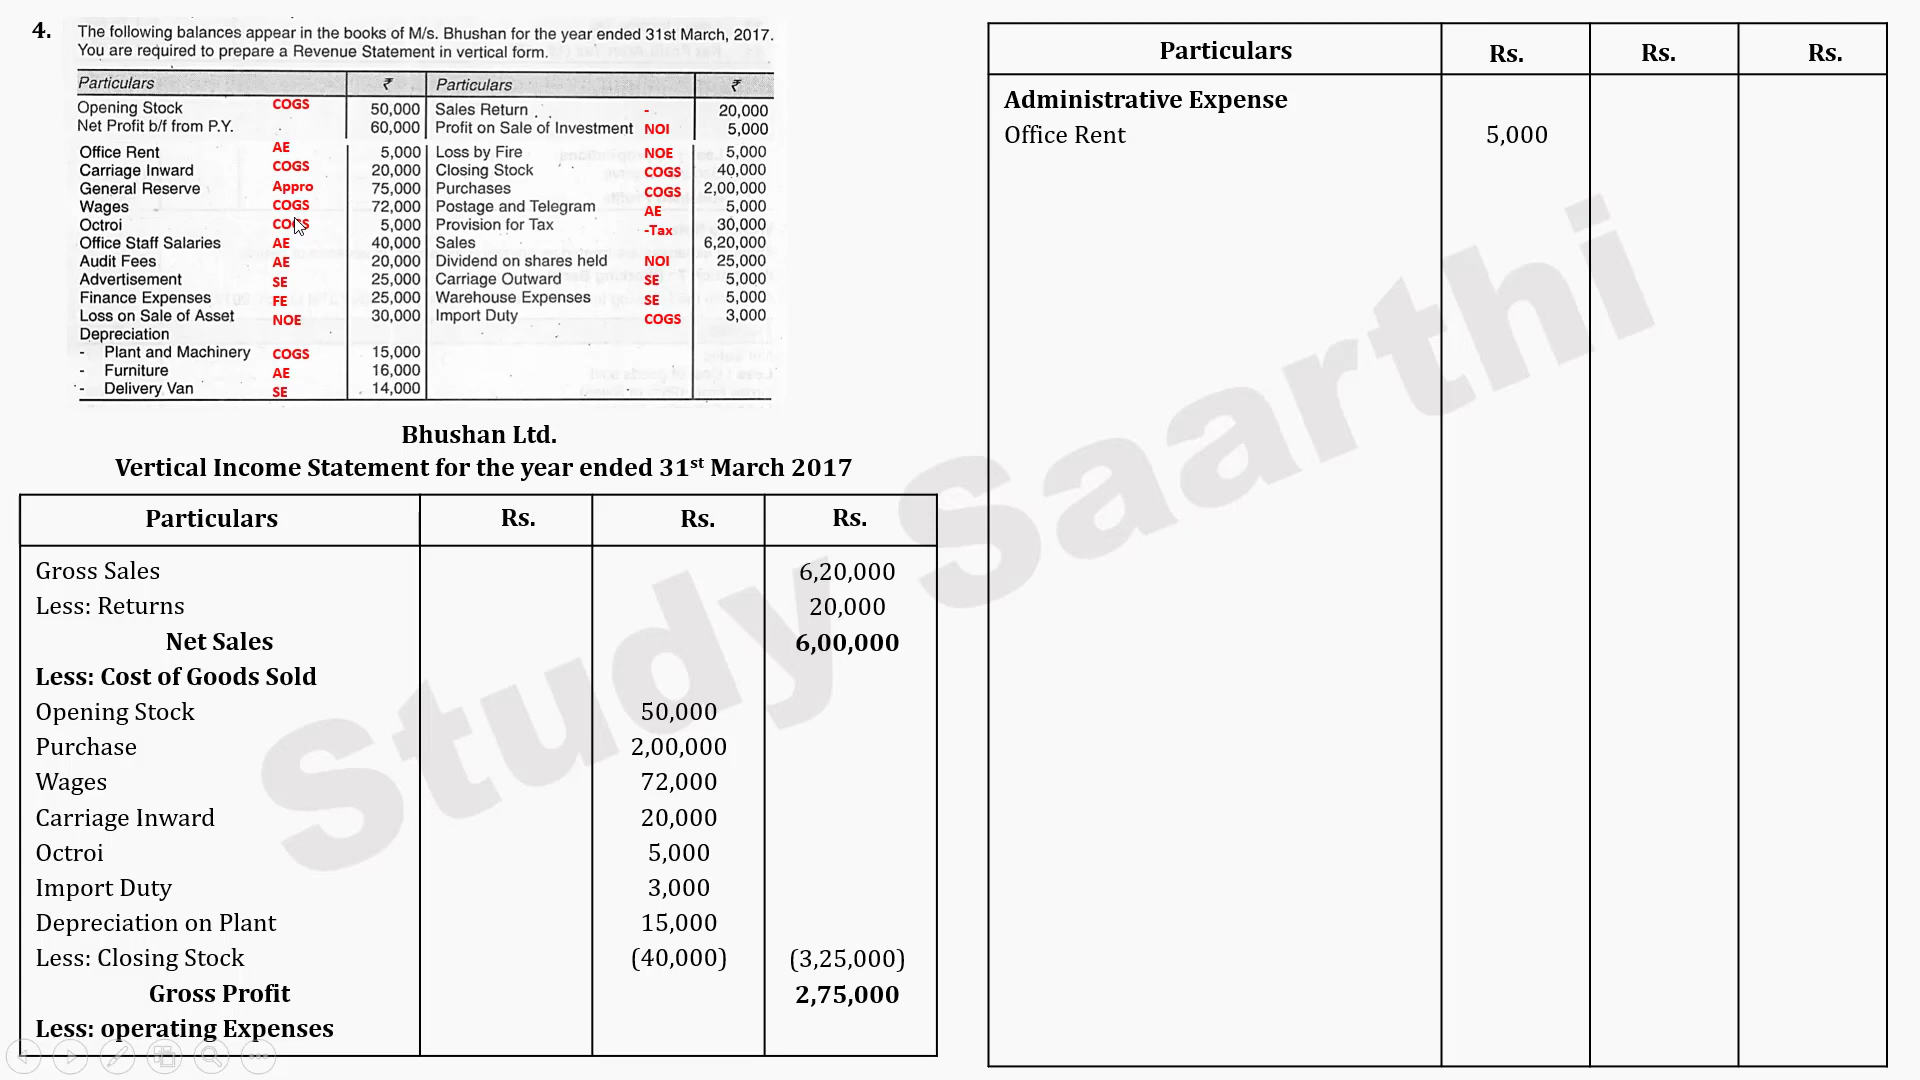 4. The following balances appear in the books of M/s. Bhushan for the year ended 31st March, 2017.
You are required to prepare a Revenue Statement in vertical form.
Particulars ₹ Particulars ₹
Opening Stock COGS 50,000 Sales Return - 20,000
Net Profit b/f from P.Y. 60,000 Profit on Sale of Investment NOI 5,000
Office Rent AE 5,000 Loss by Fire NOE 5,000
Carriage Inward COGS 20,000 Closing Stock COGS 40,000
General Reserve Appro 75,000 Purchases COGS 2,00,000
Wages COGS 72,000 Postage and Telegram AE 5,000
Octroi COGS 5,000 Provision for Tax -Tax 30,000
Office Staff Salaries AE 40,000 Sales 6,20,000
Audit Fees AE 20,000 Dividend on shares held NOI 25,000
Advertisement SE 25,000 Carriage Outward SE 5,000
Finance Expenses FE 25,000 Warehouse Expenses SE 5,000
Loss on Sale of Asset NOE 30,000 Import Duty COGS 3,000
Depreciation
- Plant and Machinery COGS 15,000
- Furniture AE 16,000
- Delivery Van SE 14,000
Bhushan Ltd.
Vertical Income Statement for the year ended 31st March 2017
Particulars Rs. Rs. Rs.
Gross Sales 6,20,000
Less: Returns 20,000
Net Sales 6,00,000
Less: Cost of Goods Sold
Opening Stock 50,000
Purchase 2,00,000
Wages 72,000
Carriage Inward 20,000
Octroi 5,000
Import Duty 3,000
Depreciation on Plant 15,000
Less: Closing Stock (40,000) (3,25,000)
Gross Profit 2,75,000
Less: operating Expenses
Particulars Rs. Rs. Rs.
Administrative Expense
Office Rent 5,000
Study Saarthi